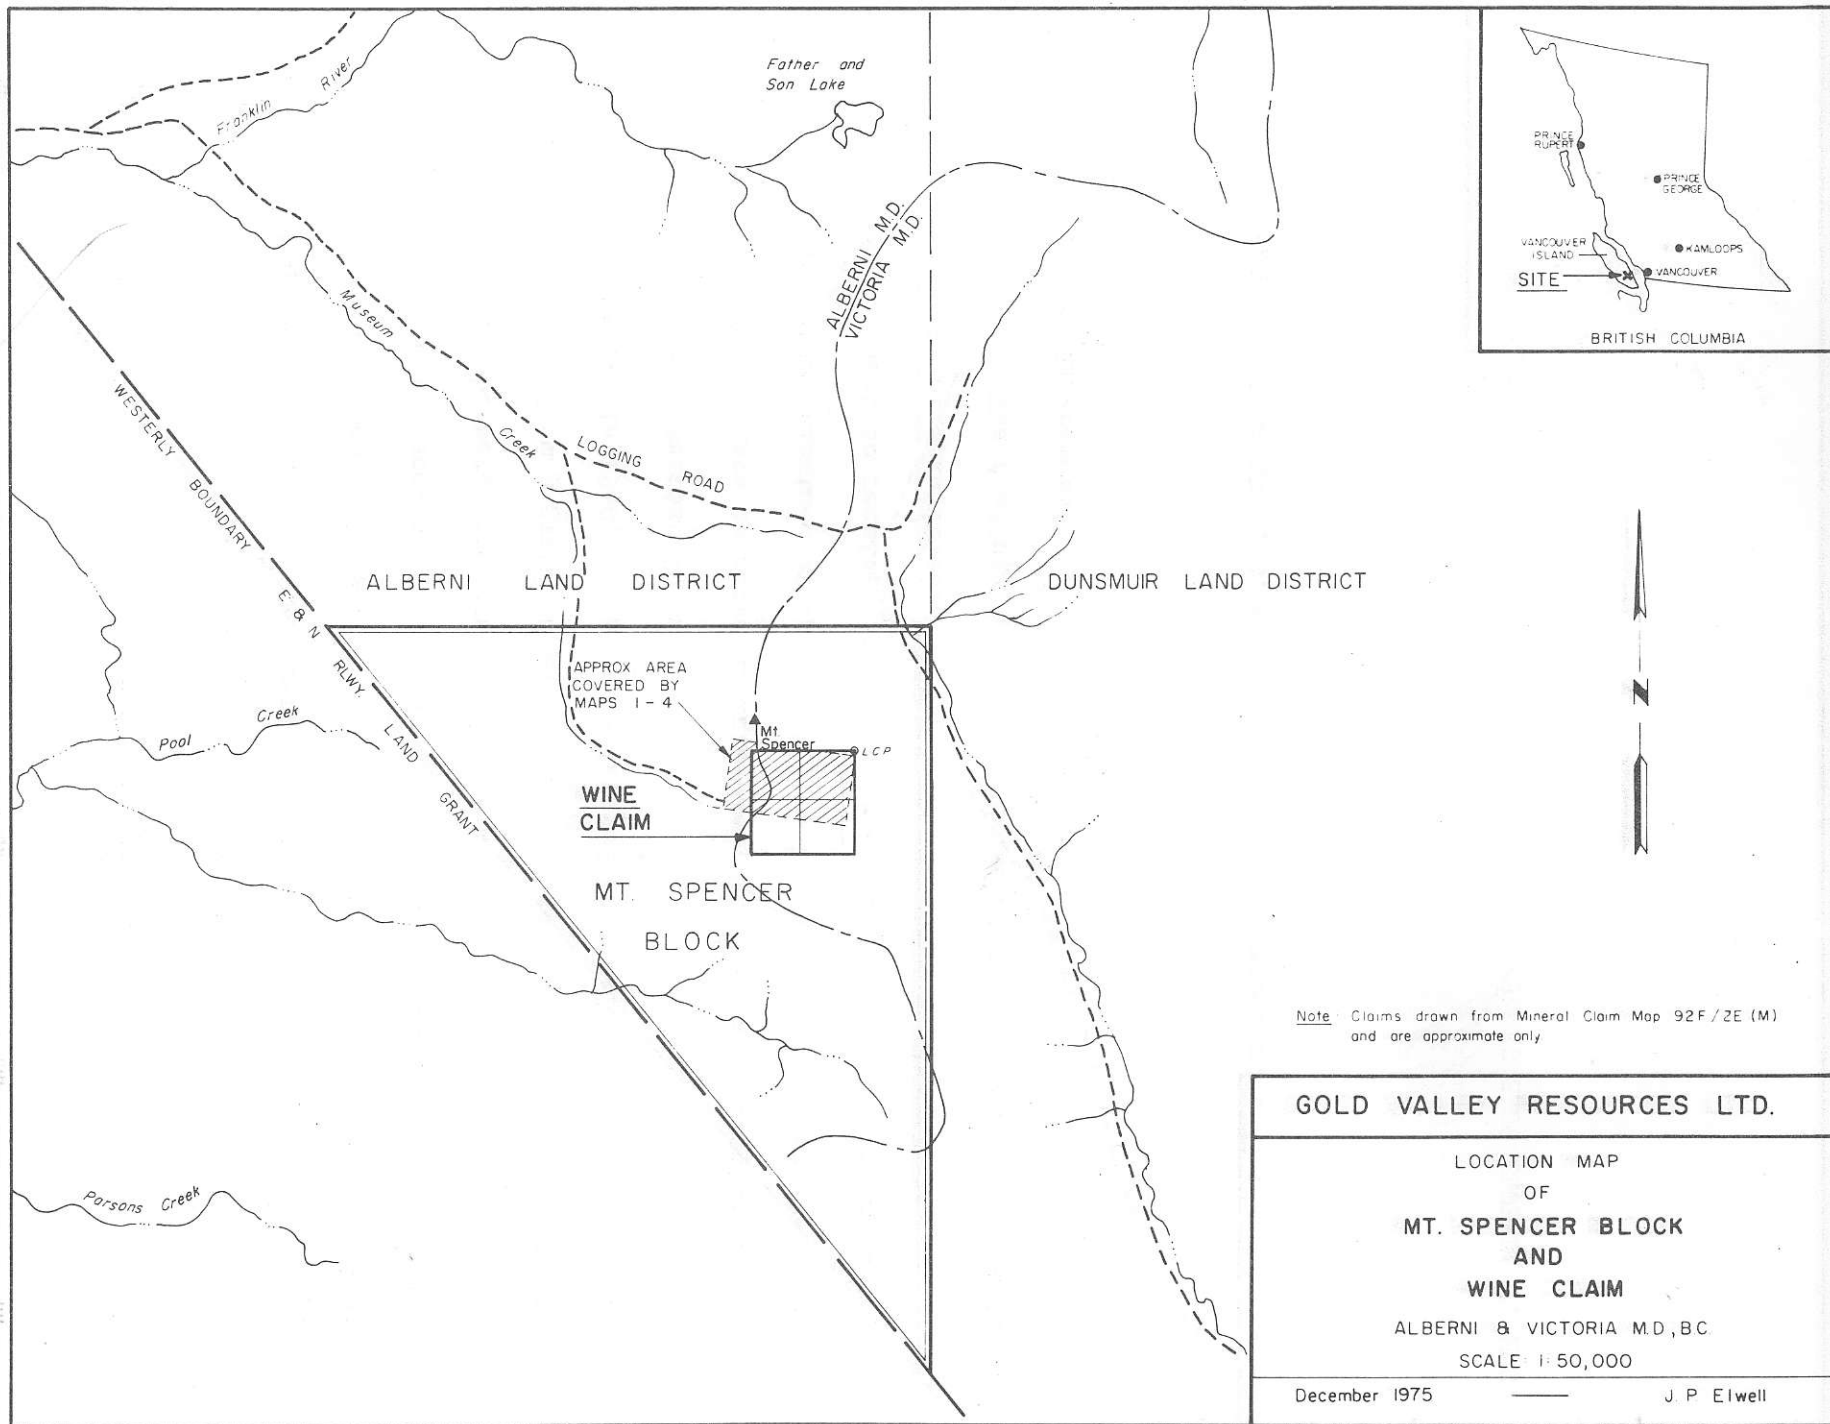 Father and
Son Lake
Franklin River
Museum Creek
ALBERNI M.D.
VICTORIA M.D.
LOGGING ROAD
WESTERLY BOUNDARY E & N RLWY. LAND GRANT
ALBERNI LAND DISTRICT
DUNSMUIR LAND DISTRICT
APPROX AREA
COVERED BY
MAPS 1-4
Mt.
Spencer
L C P
Pool Creek
WINE
CLAIM
MT. SPENCER
BLOCK
Parsons Creek
PRINCE
RUPERT
PRINCE
GEORGE
VANCOUVER
ISLAND
KAMLOOPS
VANCOUVER
SITE
BRITISH COLUMBIA
N
Note Claims drawn from Mineral Claim Map 92F/2E (M)
and are approximate only
GOLD VALLEY RESOURCES LTD.
LOCATION MAP
OF
MT. SPENCER BLOCK
AND
WINE CLAIM
ALBERNI & VICTORIA M.D., B.C.
SCALE 1:50,000
December 1975 — J. P. Elwell